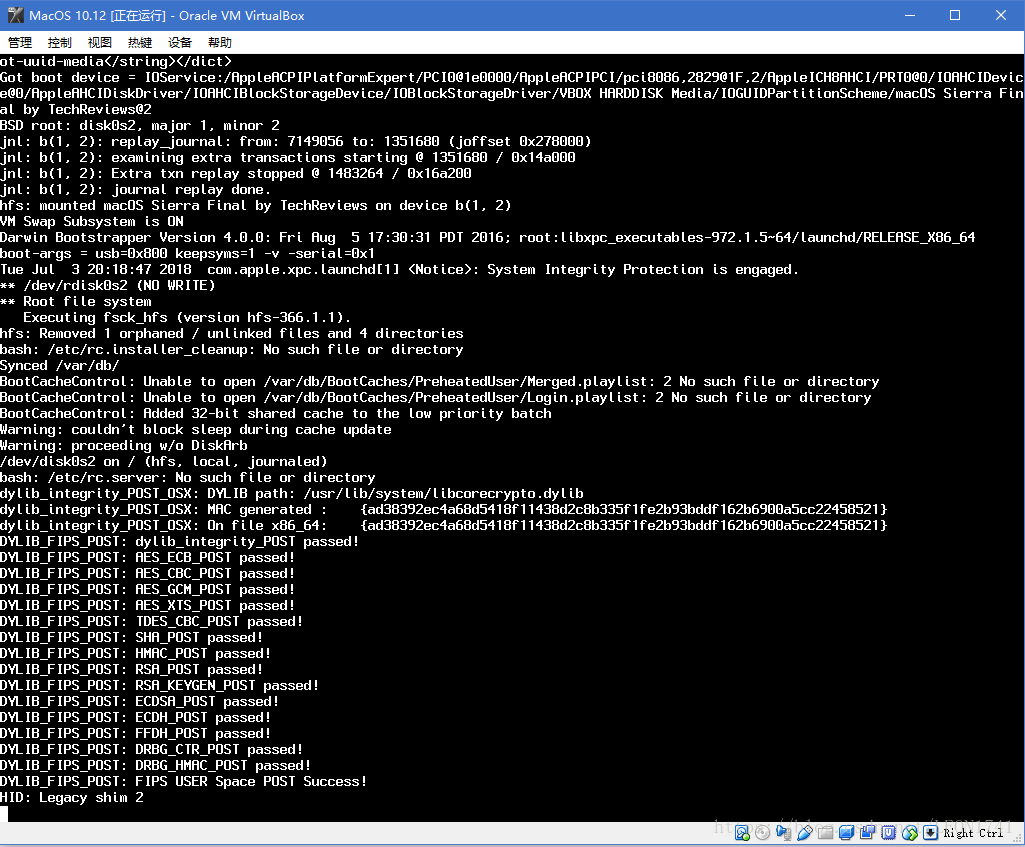 MacOS 10.12 [正在运行] - Oracle VM VirtualBox
管理 控制 视图 热键 设备 帮助
ot-uuid-media</string></dict>
Got boot device = IOService:/AppleACPIPlatformExpert/PCI0@1e0000/AppleACPIPCI/pci8086,2829@1F,2/AppleICH8AHCI/PRT0@0/IOAHCIDevic
e@0/AppleAHCIDiskDriver/IOAHCIBlockStorageDevice/IOBlockStorageDriver/VBOX HARDDISK Media/IOGUIDPartitionScheme/macOS Sierra Fin
al by TechReviews@2
BSD root: disk0s2, major 1, minor 2
jnl: b(1, 2): replay_journal: from: 7149056 to: 1351680 (joffset 0x278000)
jnl: b(1, 2): examining extra transactions starting @ 1351680 / 0x14a000
jnl: b(1, 2): Extra txn replay stopped @ 1483264 / 0x16a200
jnl: b(1, 2): journal replay done.
hfs: mounted macOS Sierra Final by TechReviews on device b(1, 2)
VM Swap Subsystem is ON
Darwin Bootstrapper Version 4.0.0: Fri Aug  5 17:30:31 PDT 2016; root:libxpc_executables-972.1.5~64/launchd/RELEASE_X86_64
boot-args = usb=0x800 keepsyms=1 -v -serial=0x1
Tue Jul  3 20:18:47 2018  com.apple.xpc.launchd[1] <Notice>: System Integrity Protection is engaged.
** /dev/rdisk0s2 (NO WRITE)
** Root file system
   Executing fsck_hfs (version hfs-366.1.1).
hfs: Removed 1 orphaned / unlinked files and 4 directories
bash: /etc/rc.installer_cleanup: No such file or directory
Synced /var/db/
BootCacheControl: Unable to open /var/db/BootCaches/PreheatedUser/Merged.playlist: 2 No such file or directory
BootCacheControl: Unable to open /var/db/BootCaches/PreheatedUser/Login.playlist: 2 No such file or directory
BootCacheControl: Added 32-bit shared cache to the low priority batch
Warning: couldn't block sleep during cache update
Warning: proceeding w/o DiskArb
/dev/disk0s2 on / (hfs, local, journaled)
bash: /etc/rc.server: No such file or directory
dylib_integrity_POST_OSX: DYLIB path: /usr/lib/system/libcorecrypto.dylib
dylib_integrity_POST_OSX: MAC generated :    {ad38392ec4a68d5418f11438d2c8b335f1fe2b93bddf162b6900a5cc22458521}
dylib_integrity_POST_OSX: On file x86_64:    {ad38392ec4a68d5418f11438d2c8b335f1fe2b93bddf162b6900a5cc22458521}
DYLIB_FIPS_POST: dylib_integrity_POST passed!
DYLIB_FIPS_POST: AES_ECB_POST passed!
DYLIB_FIPS_POST: AES_CBC_POST passed!
DYLIB_FIPS_POST: AES_GCM_POST passed!
DYLIB_FIPS_POST: AES_XTS_POST passed!
DYLIB_FIPS_POST: TDES_CBC_POST passed!
DYLIB_FIPS_POST: SHA_POST passed!
DYLIB_FIPS_POST: HMAC_POST passed!
DYLIB_FIPS_POST: RSA_POST passed!
DYLIB_FIPS_POST: RSA_KEYGEN_POST passed!
DYLIB_FIPS_POST: ECDSA_POST passed!
DYLIB_FIPS_POST: ECDH_POST passed!
DYLIB_FIPS_POST: FFDH_POST passed!
DYLIB_FIPS_POST: DRBG_CTR_POST passed!
DYLIB_FIPS_POST: DRBG_HMAC_POST passed!
DYLIB_FIPS_POST: FIPS USER Space POST Success!
HID: Legacy shim 2
Right Ctrl